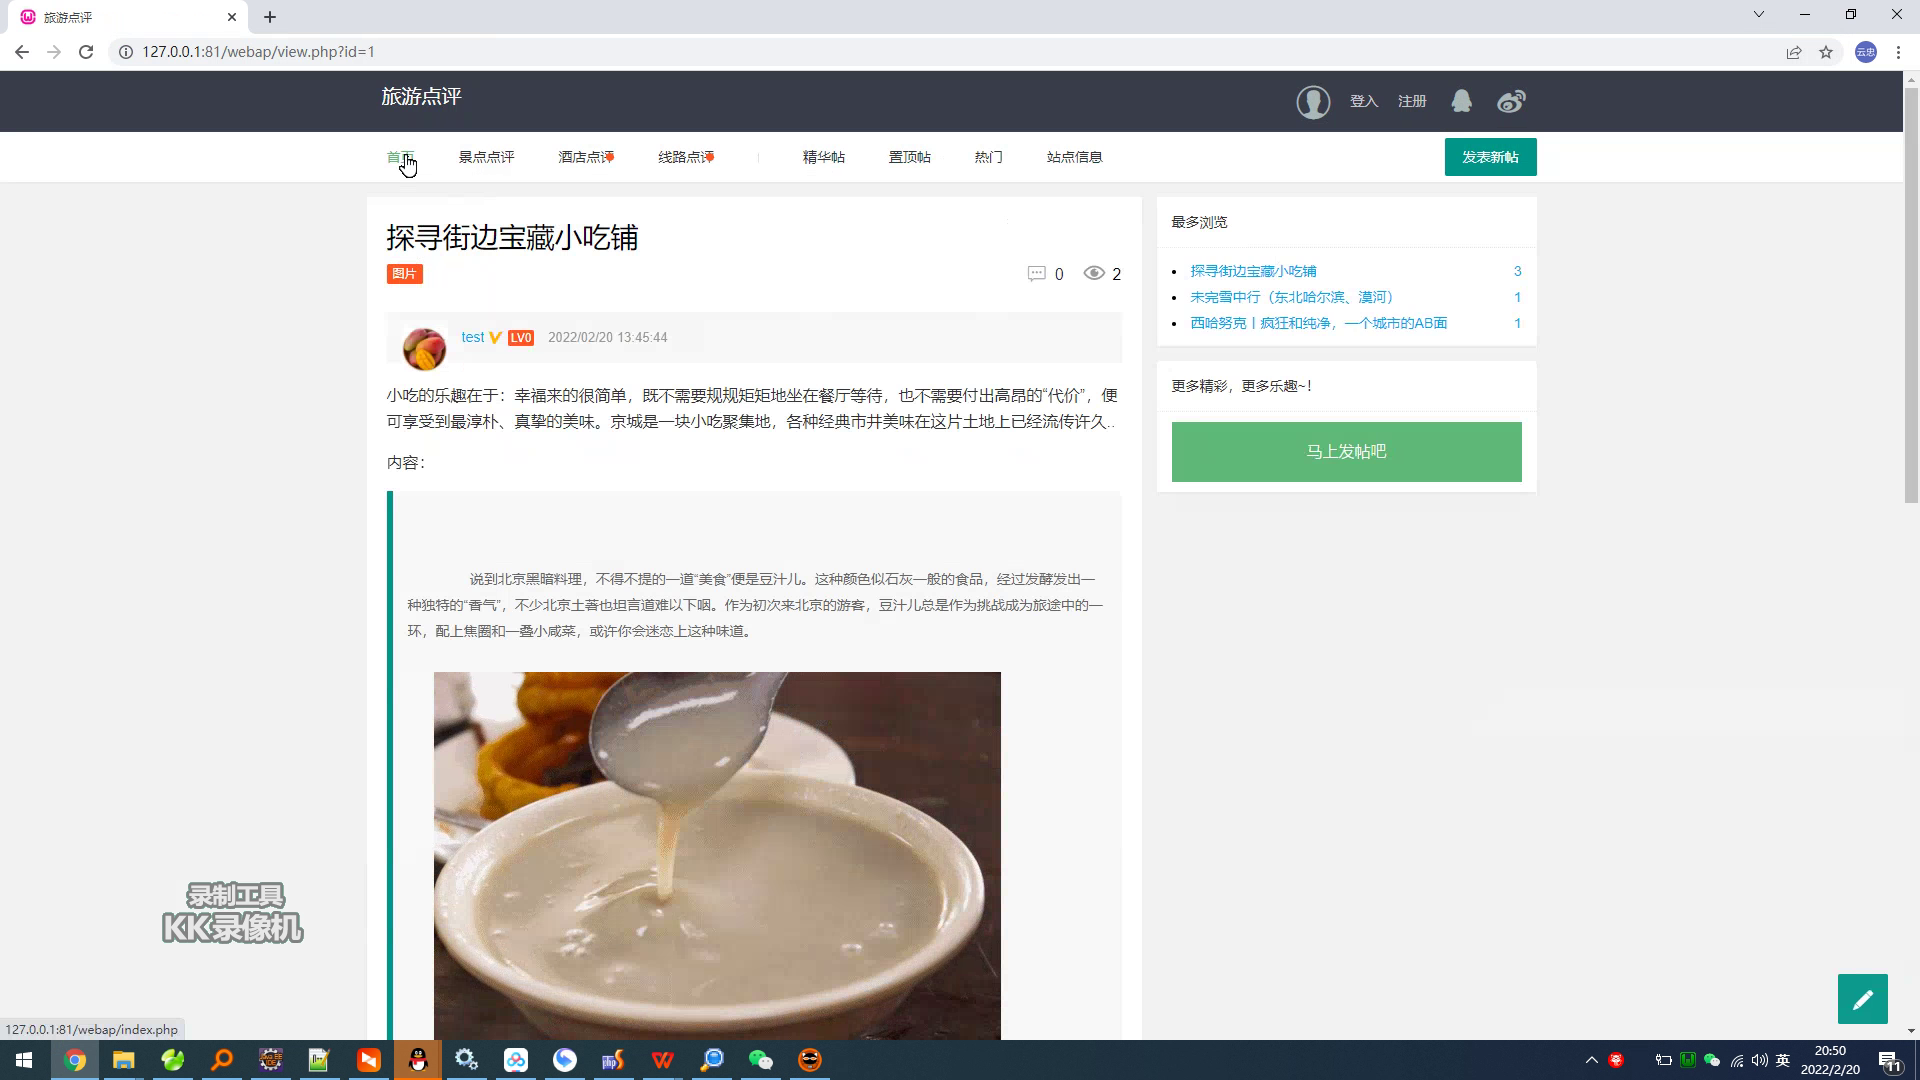 旅游点评
127.0.0.1:81/webap/view.php?id=1
云忠
旅游点评
登入 注册
首页 景点点评 酒店点评 线路点评 精华帖 置顶帖 热门 站点信息
发表新帖
探寻街边宝藏小吃铺
图片
0 2
test LV0 2022/02/20 13:45:44
小吃的乐趣在于：幸福来的很简单，既不需要规规矩矩地坐在餐厅等待，也不需要付出高昂的“代价”，便
可享受到最淳朴、真挚的美味。京城是一块小吃聚集地，各种经典市井美味在这片土地上已经流传许久..
内容：
说到北京黑暗料理，不得不提的一道“美食”便是豆汁儿。这种颜色似石灰一般的食品，经过发酵发出一
种独特的“香气”，不少北京土著也坦言道难以下咽。作为初次来北京的游客，豆汁儿总是作为挑战成为旅途中的一
环，配上焦圈和一叠小咸菜，或许你会迷恋上这种味道。
最多浏览
探寻街边宝藏小吃铺 3
未完雪中行（东北哈尔滨、漠河） 1
西哈努克丨疯狂和纯净，一个城市的AB面 1
更多精彩，更多乐趣~！
马上发帖吧
录制工具
KK录像机
127.0.0.1:81/webap/index.php
英
20:50
2022/2/20
11